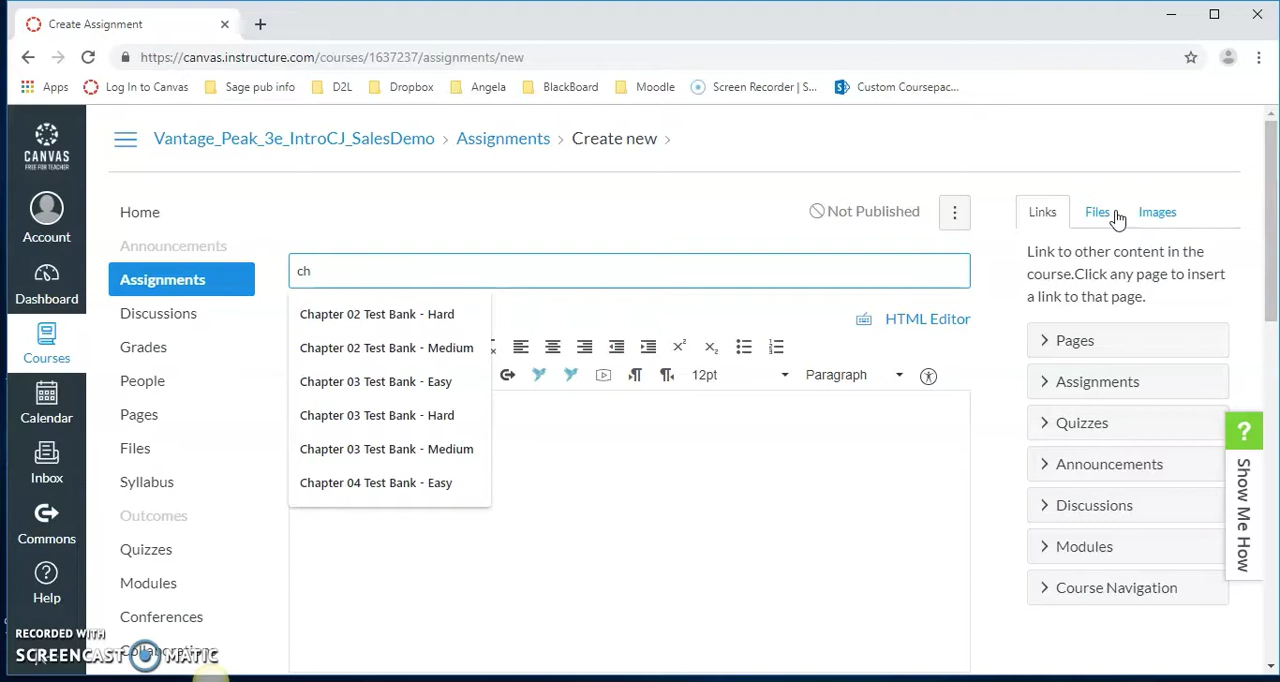 Create Assignment
https://canvas.instructure.com/courses/1637237/assignments/new
Apps Log In to Canvas Sage pub info D2L Dropbox Angela BlackBoard Moodle Screen Recorder | S... Custom Coursepac...
CANVAS
FREE FOR TEACHER
Account
Dashboard
Courses
Calendar
Inbox
Commons
Help
Vantage_Peak_3e_IntroCJ_SalesDemo > Assignments > Create new >
Home
Announcements
Assignments
Discussions
Grades
People
Pages
Files
Syllabus
Outcomes
Quizzes
Modules
Conferences
Not Published
ch
Chapter 02 Test Bank - Hard
Chapter 02 Test Bank - Medium
Chapter 03 Test Bank - Easy
Chapter 03 Test Bank - Hard
Chapter 03 Test Bank - Medium
Chapter 04 Test Bank - Easy
HTML Editor
12pt Paragraph
Links Files Images
Link to other content in the
course.Click any page to insert
a link to that page.
Pages
Assignments
Quizzes
Announcements
Discussions
Modules
Course Navigation
?
Show Me How
RECORDED WITH
SCREENCAST MATIC